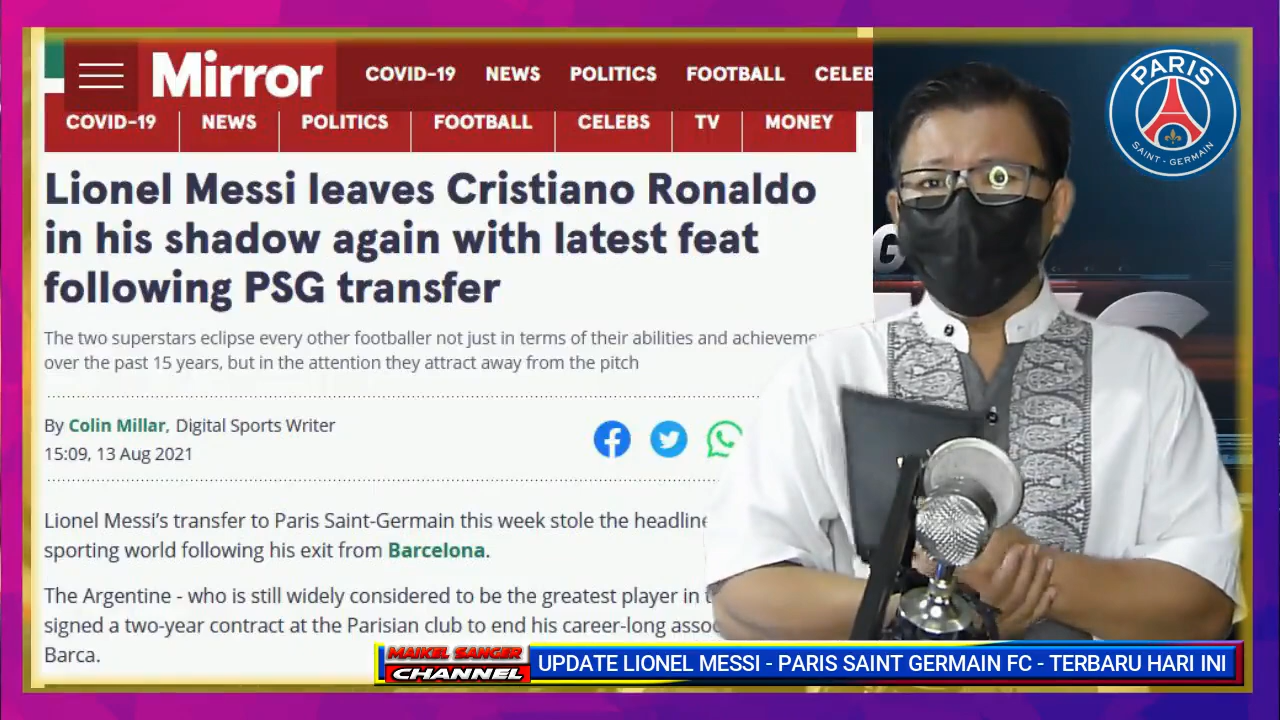 Mirror
COVID-19 NEWS POLITICS FOOTBALL CELEB
COVID-19 NEWS POLITICS FOOTBALL CELEBS TV MONEY
Lionel Messi leaves Cristiano Ronaldo
in his shadow again with latest feat
following PSG transfer
The two superstars eclipse every other footballer not just in terms of their abilities and achieveme
over the past 15 years, but in the attention they attract away from the pitch
By Colin Millar, Digital Sports Writer
15:09, 13 Aug 2021
Lionel Messi's transfer to Paris Saint-Germain this week stole the headline
sporting world following his exit from Barcelona.
The Argentine - who is still widely considered to be the greatest player in t
signed a two-year contract at the Parisian club to end his career-long assoc
Barca.
PARIS
SAINT-GERMAIN
MAIKEL SANGER
CHANNEL
UPDATE LIONEL MESSI - PARIS SAINT GERMAIN FC - TERBARU HARI INI